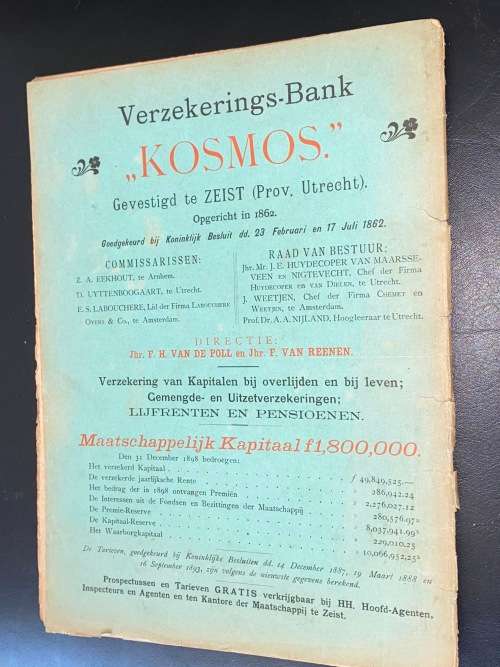 Verzekerings-Bank
„KOSMOS.”
Gevestigd te ZEIST (Prov. Utrecht).
Opgericht in 1862.
Goedgekeurd bij Koninklijk Besluit dd. 23 Februari en 17 Juli 1862.
COMMISSARISSEN:
Z. A. EEKHOUT, te Arnhem.
D. UYTTENBOOGAART, te Utrecht.
E. S. LABOUCHERE, Lid der Firma LABOUCHERE
OYENS & Co., te Amsterdam.
RAAD VAN BESTUUR:
Jhr. Mr. J. E. HUYDECOPER VAN MAARSSE-
VEEN EN NIGTEVECHT, Chef der Firma
HUYDECOPER EN VAN DIELEN, te Utrecht.
J. WEETJEN, Chef der Firma CHEMET en
WEETJEN, te Amsterdam.
Prof. Dr. A. A. NIJLAND, Hoogleeraar te Utrecht.
DIRECTIE:
Jhr. F. H. VAN DE POLL en Jhr. F. VAN REENEN.
Verzekering van Kapitalen bij overlijden en bij leven;
Gemengde- en Uitzetverzekeringen;
LIJFRENTEN EN PENSIOENEN.
Maatschappelijk Kapitaal f 1,800,000.
Den 31 December 1898 bedroegen:
Het verzekerd Kapitaal . . . f 49,849,525.—
De verzekerde jaarlijksche Rente . . . » 286,942.24
Het bedrag der in 1898 ontvangen Premiën . . . » 2,276,027.12
De Interessen uit de Fondsen en Bezittingen der Maatschappij . . . » 289,576.97
De Premie-Reserve . . . » 8,037,941.99
De Kapitaal-Reserve . . . » 229,010.25
Het Waarborgkapitaal . . . » 10,066,952.25
De Tarieven, goedgekeurd bij Koninklijke Besluiten dd. 14 December 1887, 19 Maart 1888 en
16 September 1893, zijn volgens de nieuwste gegevens berekend.
Prospectussen en Tarieven GRATIS verkrijgbaar bij HH. Hoofd-Agenten,
Inspecteurs en Agenten en ten Kantore der Maatschappij te Zeist.